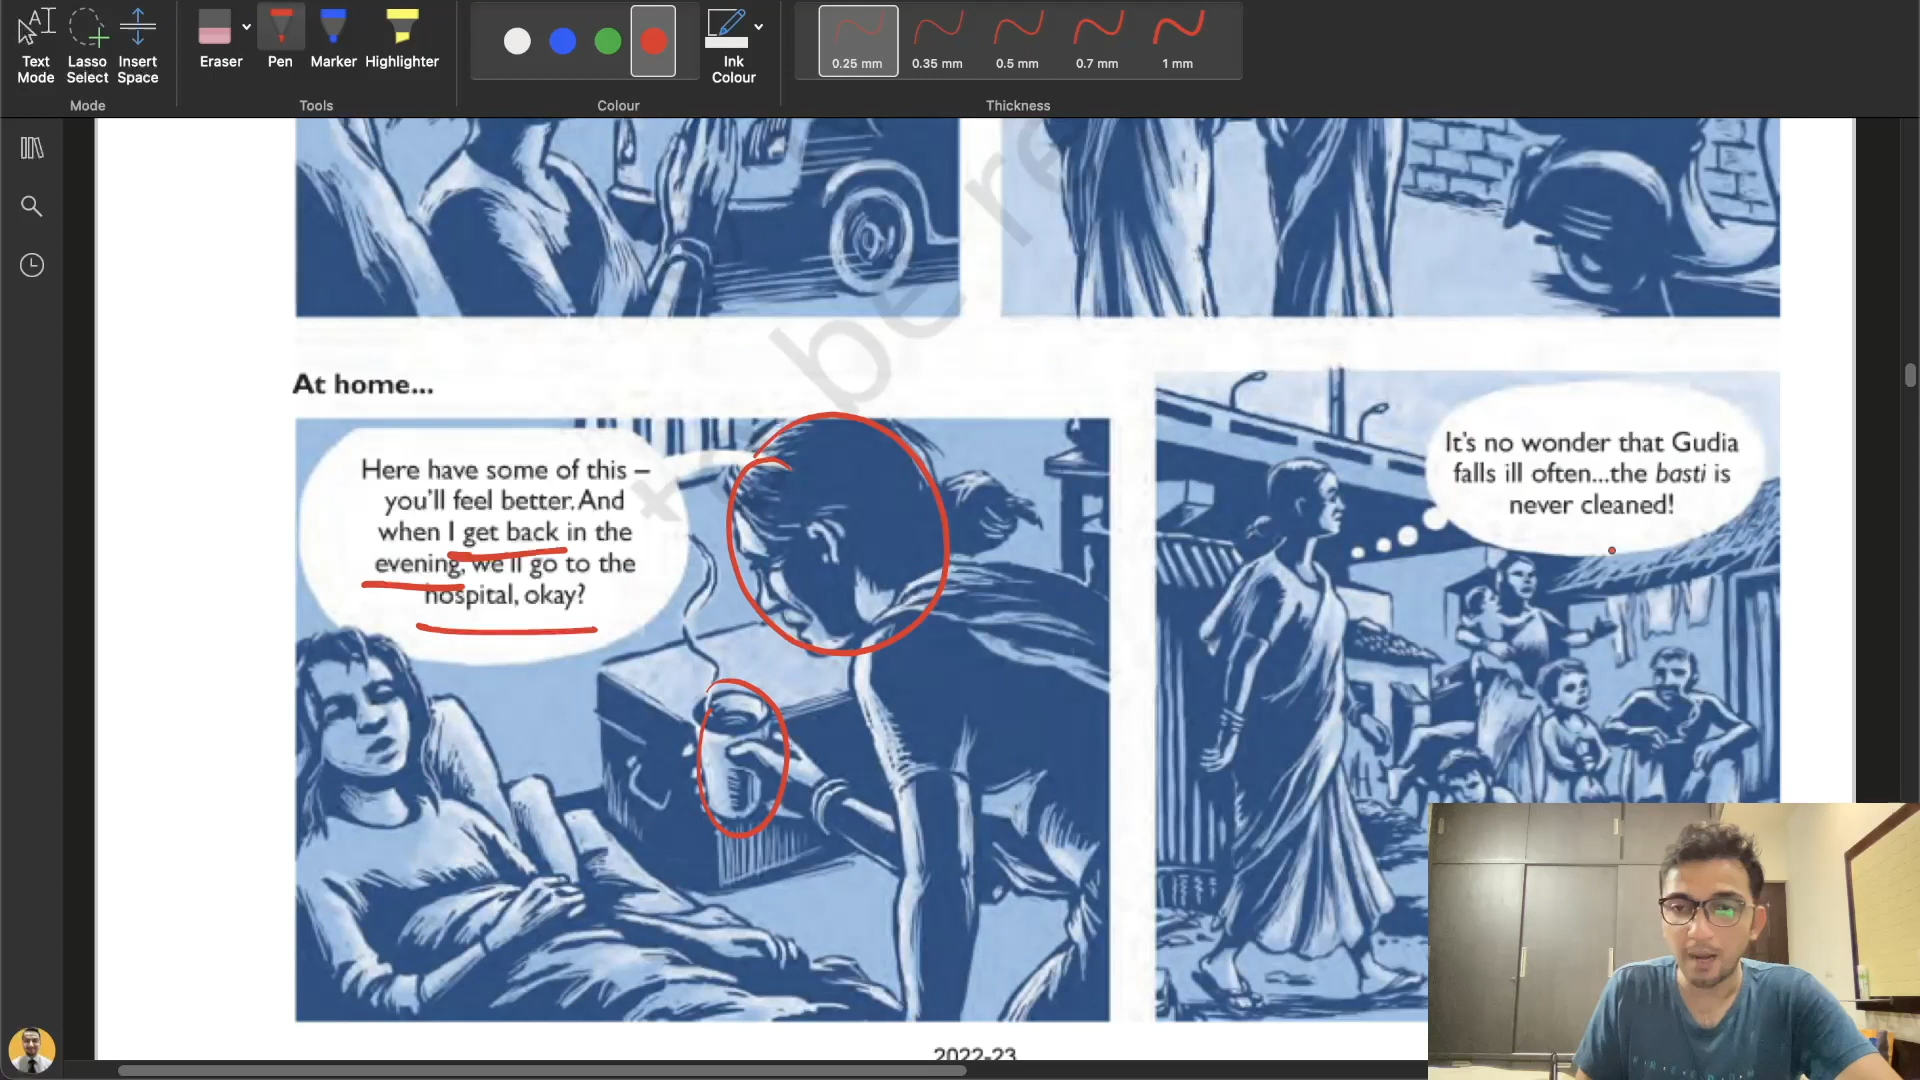 Text
Mode
Lasso
Select
Insert
Space
Mode
Eraser
Pen
Marker
Highlighter
Tools
Ink
Colour
Colour
0.25 mm
0.35 mm
0.5 mm
0.7 mm
1 mm
Thickness
be re
At home...
Here have some of this –
you'll feel better. And
when I get back in the
evening, we'll go to the
hospital, okay?
It's no wonder that Gudia
falls ill often...the basti is
never cleaned!
2022-23